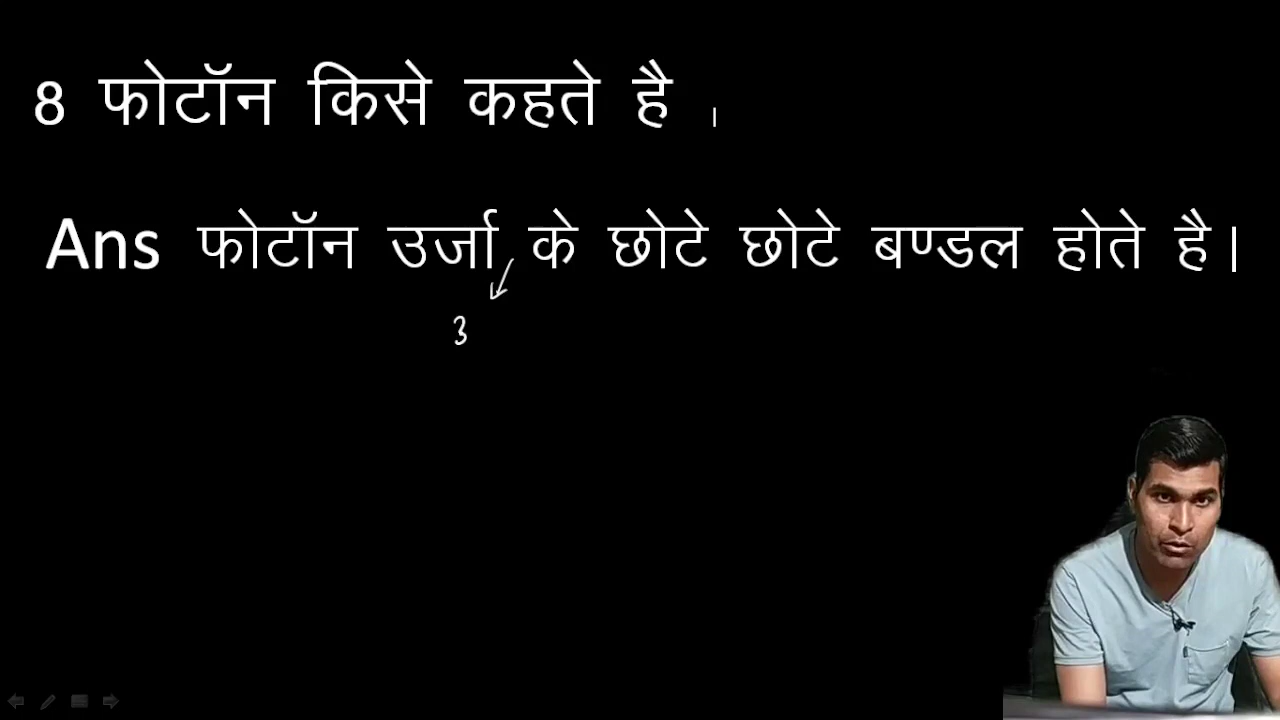 8 फोटॉन किसे कहते है ।
Ans फोटॉन उर्जा के छोटे छोटे बण्डल होते है।
3